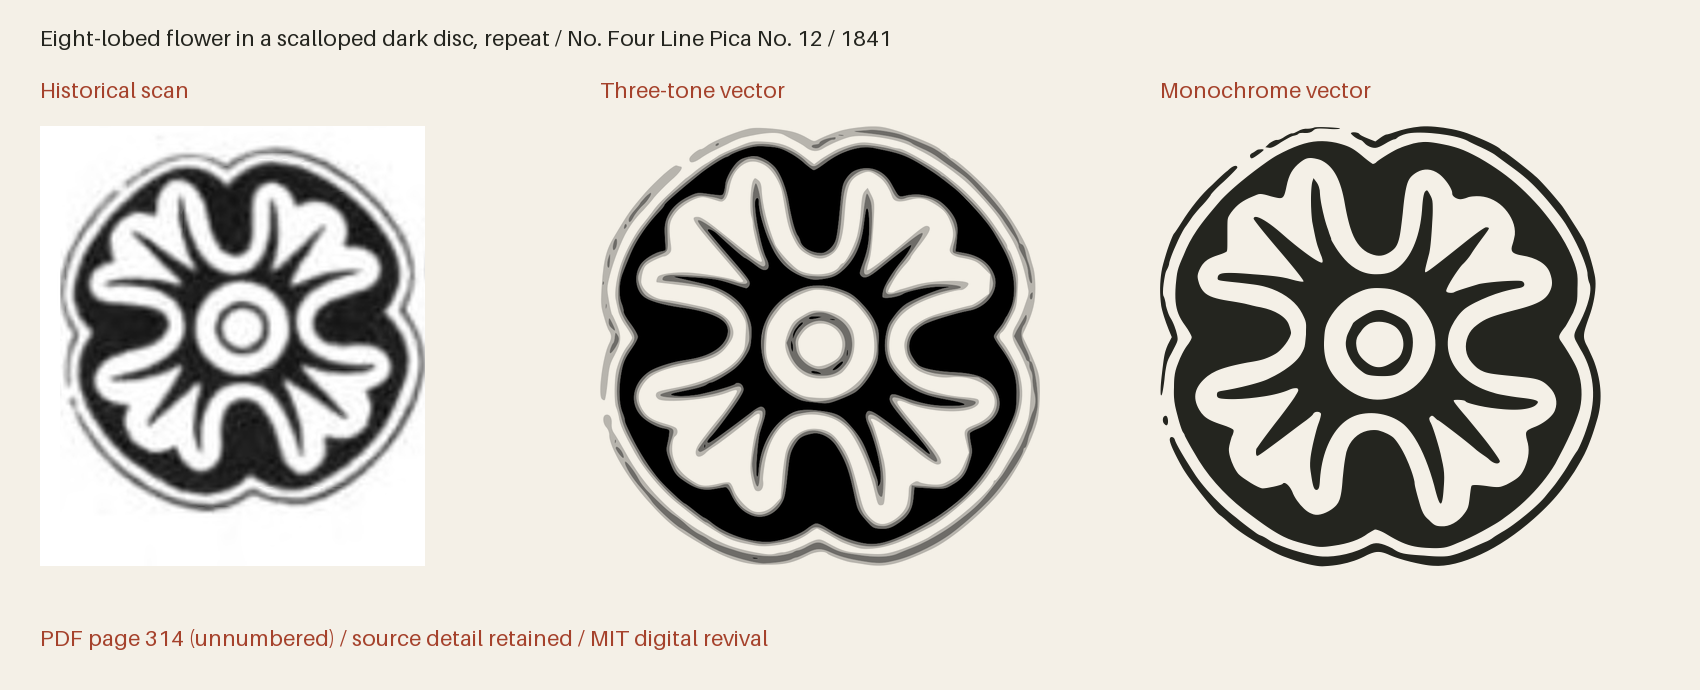 Eight-lobed flower in a scalloped dark disc, repeat / No. Four Line Pica No. 12 / 1841
Historical scan
Three-tone vector
Monochrome vector
PDF page 314 (unnumbered) / source detail retained / MIT digital revival